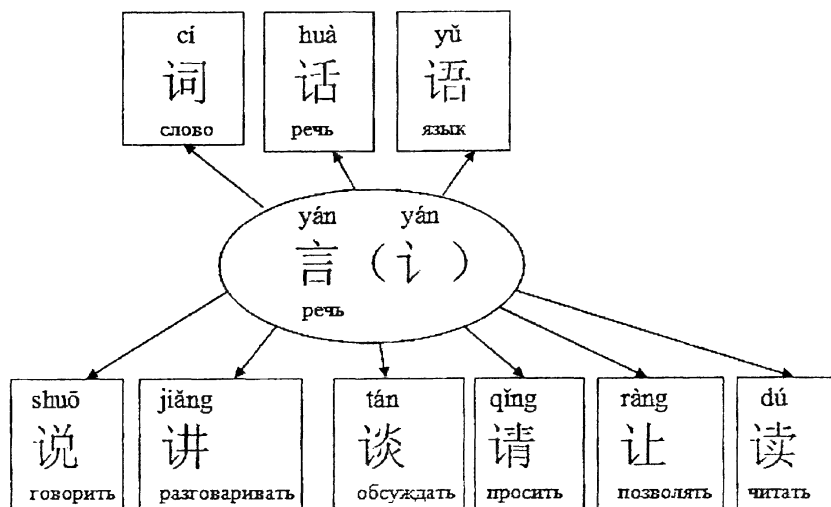 cí huà yǔ
词 话 语
слово речь язык
yán yán
言 （讠）
речь
shuō jiǎng tán qǐng ràng dú
说 讲 谈 请 让 读
говорить разговаривать обсуждать просить позволять читать